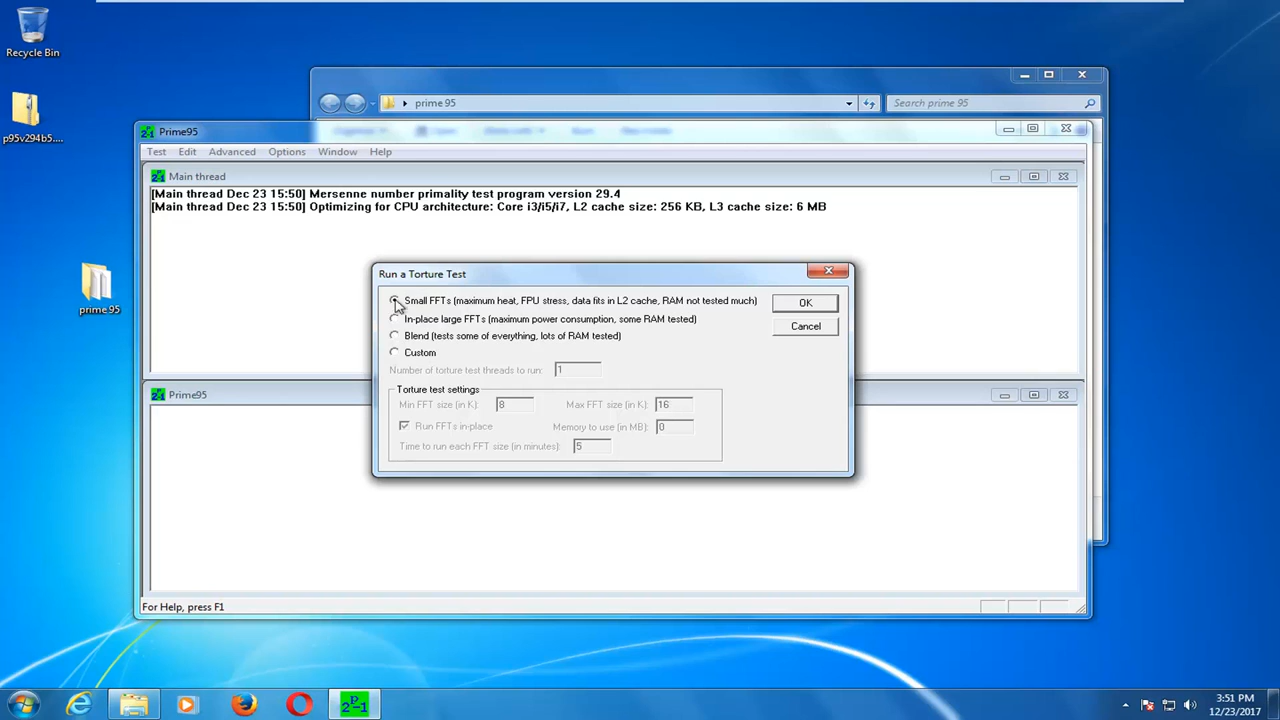 Recycle Bin
p95v294b5....
prime 95
prime 95
Search prime 95
Prime95
Test Edit Advanced Options Window Help
Main thread
[Main thread Dec 23 15:50] Mersenne number primality test program version 29.4
[Main thread Dec 23 15:50] Optimizing for CPU architecture: Core i3/i5/i7, L2 cache size: 256 KB, L3 cache size: 6 MB
Run a Torture Test
Small FFTs (maximum heat, FPU stress, data fits in L2 cache, RAM not tested much)
OK
In-place large FFTs (maximum power consumption, some RAM tested)
Cancel
Blend (tests some of everything, lots of RAM tested)
Custom
Number of torture test threads to run: 1
Torture test settings
Min FFT size (in K): 8 Max FFT size (in K): 16
Run FFTs in-place Memory to use (in MB): 0
Time to run each FFT size (in minutes): 5
Prime95
For Help, press F1
3:51 PM
12/23/2017